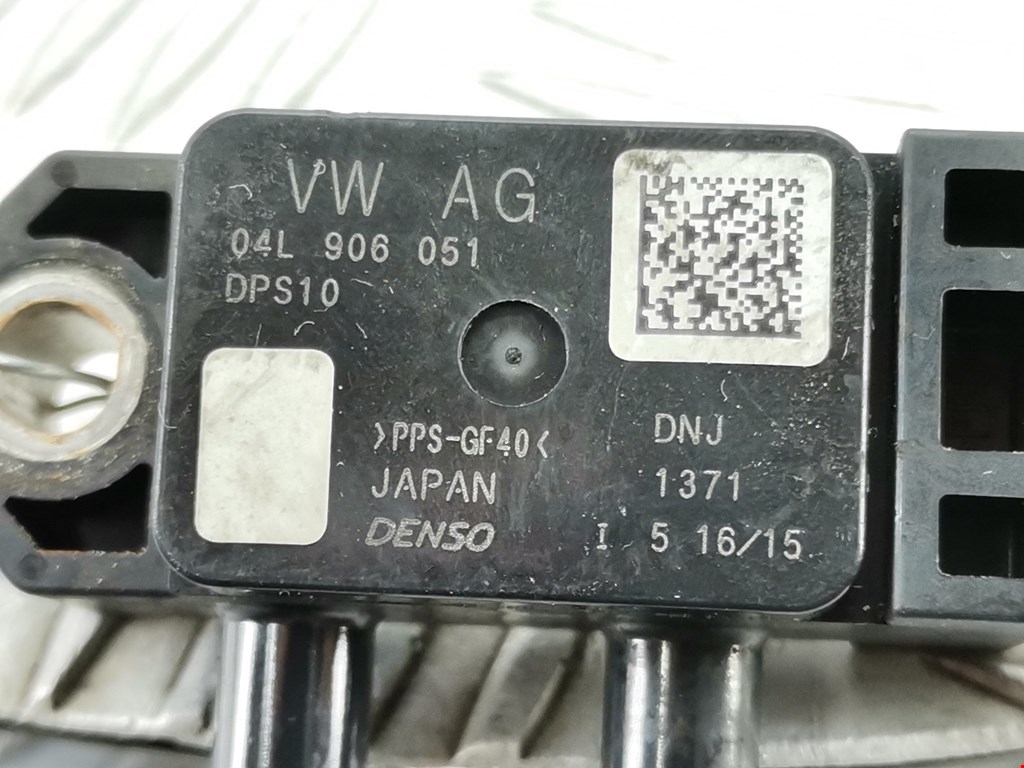 VW AG
04L 906 051
DPS10
>PPS-GF40<
JAPAN
DENSO
DNJ
1371
I 5 16/15